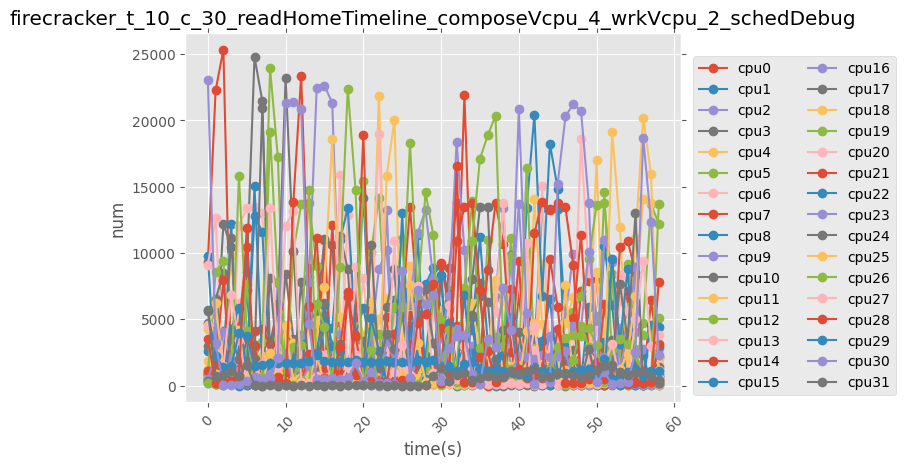 firecracker_t_10_c_30_readHomeTimeline_composeVcpu_4_wrkVcpu_2_schedDebug
25000
20000
15000
10000
5000
0
num
0
10
20
30
40
50
60
time(s)
cpu0
cpu1
cpu2
cpu3
cpu4
cpu5
cpu6
cpu7
cpu8
cpu9
cpu10
cpu11
cpu12
cpu13
cpu14
cpu15
cpu16
cpu17
cpu18
cpu19
cpu20
cpu21
cpu22
cpu23
cpu24
cpu25
cpu26
cpu27
cpu28
cpu29
cpu30
cpu31